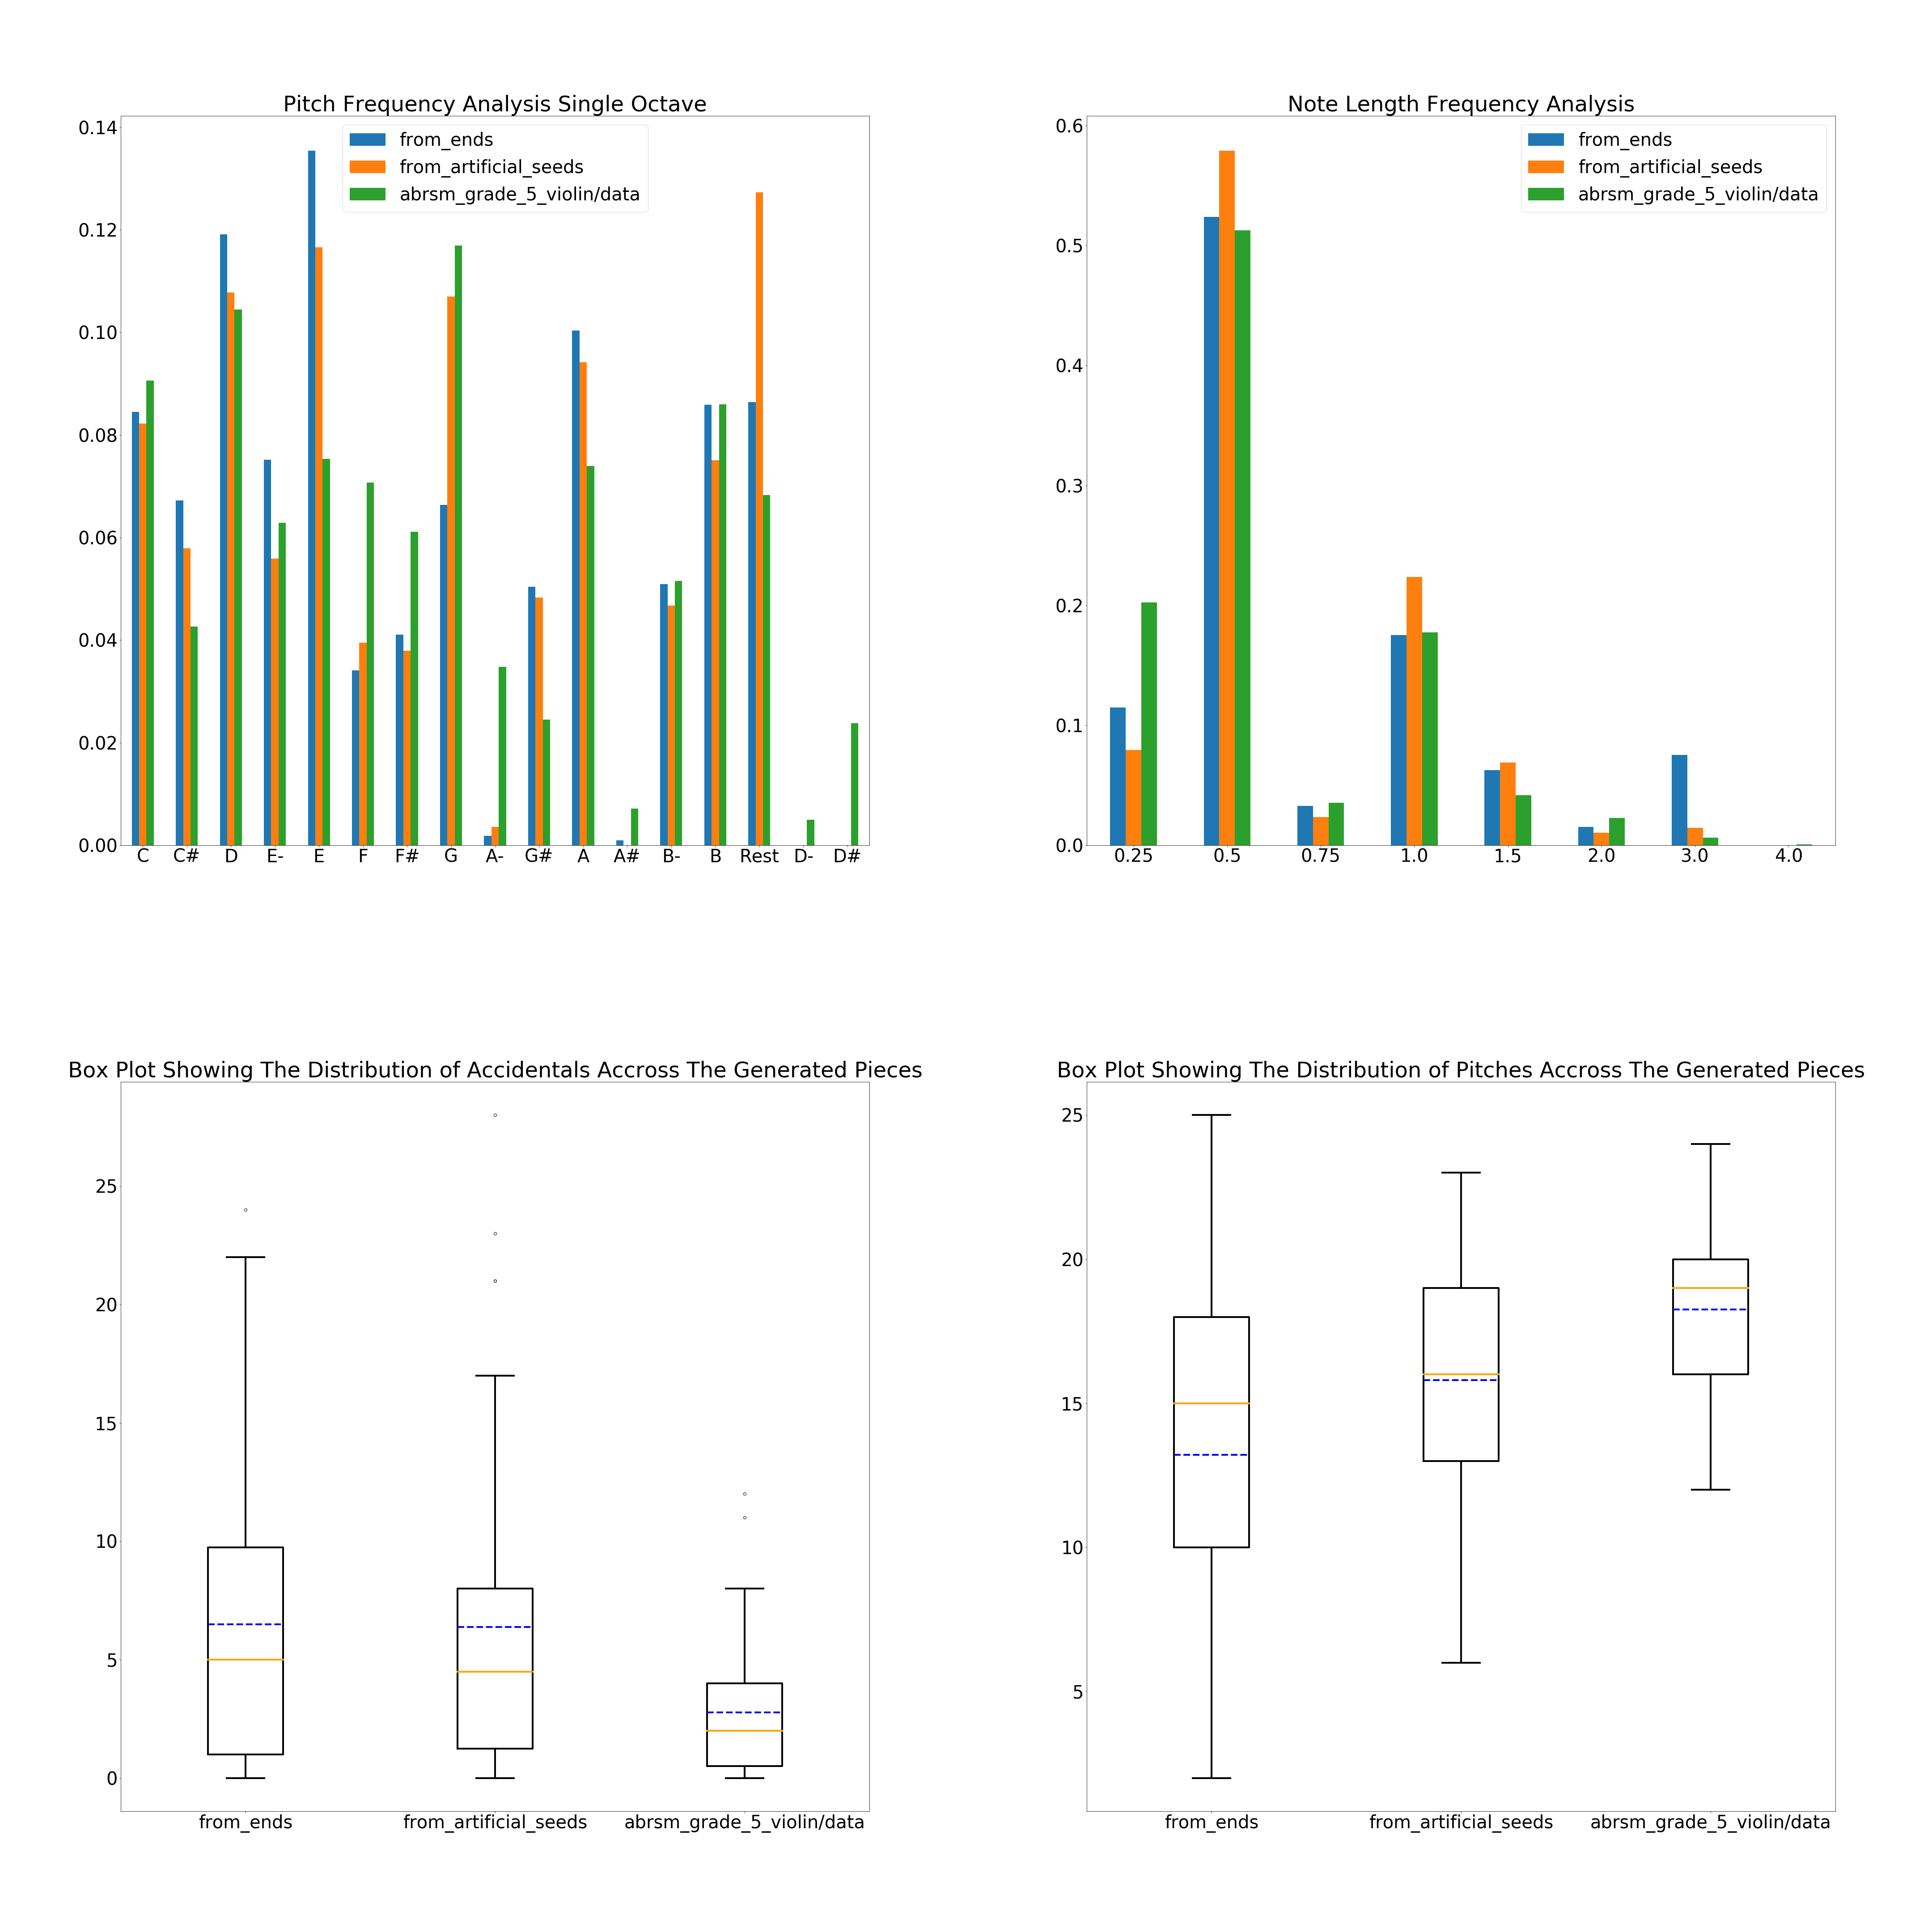 Pitch Frequency Analysis Single Octave
0.14
0.12
0.10
0.08
0.06
0.04
0.02
0.00
from_ends
from_artificial_seeds
abrsm_grade_5_violin/data
C C# D E- E F F# G A- G# A A# B- B Rest D- D#
Note Length Frequency Analysis
0.6
0.5
0.4
0.3
0.2
0.1
0.0
from_ends
from_artificial_seeds
abrsm_grade_5_violin/data
0.25 0.5 0.75 1.0 1.5 2.0 3.0 4.0
Box Plot Showing The Distribution of Accidentals Accross The Generated Pieces
25
20
15
10
5
0
from_ends from_artificial_seeds abrsm_grade_5_violin/data
Box Plot Showing The Distribution of Pitches Accross The Generated Pieces
25
20
15
10
5
from_ends from_artificial_seeds abrsm_grade_5_violin/data